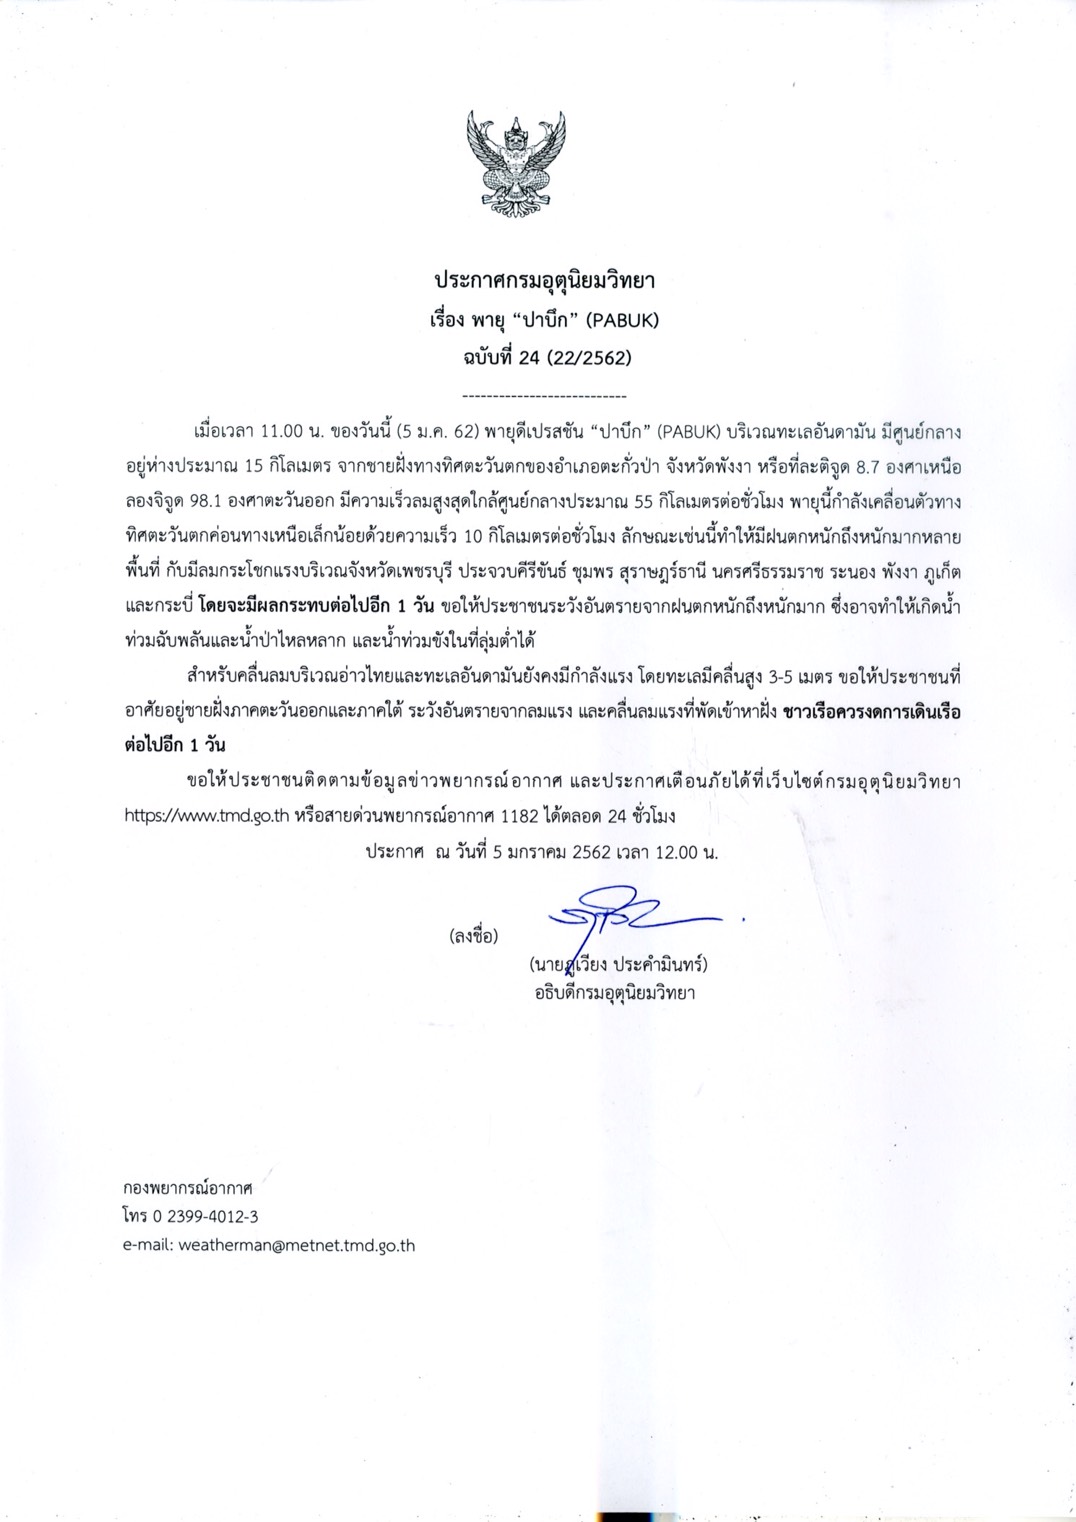 ประกาศกรมอุตุนิยมวิทยา
เรื่อง พายุ “ปาบึก” (PABUK)
ฉบับที่ 24 (22/2562)
---------------------------
เมื่อเวลา 11.00 น. ของวันนี้ (5 ม.ค. 62) พายุดีเปรสชัน “ปาบึก” (PABUK) บริเวณทะเลอันดามัน มีศูนย์กลาง
อยู่ห่างประมาณ 15 กิโลเมตร จากชายฝั่งทางทิศตะวันตกของอำเภอตะกั่วป่า จังหวัดพังงา หรือที่ละติจูด 8.7 องศาเหนือ
ลองจิจูด 98.1 องศาตะวันออก มีความเร็วลมสูงสุดใกล้ศูนย์กลางประมาณ 55 กิโลเมตรต่อชั่วโมง พายุนี้กำลังเคลื่อนตัวทาง
ทิศตะวันตกค่อนทางเหนือเล็กน้อยด้วยความเร็ว 10 กิโลเมตรต่อชั่วโมง ลักษณะเช่นนี้ทำให้มีฝนตกหนักถึงหนักมากหลาย
พื้นที่ กับมีลมกระโชกแรงบริเวณจังหวัดเพชรบุรี ประจวบคีรีขันธ์ ชุมพร สุราษฎร์ธานี นครศรีธรรมราช ระนอง พังงา ภูเก็ต
และกระบี่ โดยจะมีผลกระทบต่อไปอีก 1 วัน ขอให้ประชาชนระวังอันตรายจากฝนตกหนักถึงหนักมาก ซึ่งอาจทำให้เกิดน้ำ
ท่วมฉับพลันและน้ำป่าไหลหลาก และน้ำท่วมขังในที่ลุ่มต่ำได้
สำหรับคลื่นลมบริเวณอ่าวไทยและทะเลอันดามันยังคงมีกำลังแรง โดยทะเลมีคลื่นสูง 3-5 เมตร ขอให้ประชาชนที่
อาศัยอยู่ชายฝั่งภาคตะวันออกและภาคใต้ ระวังอันตรายจากลมแรง และคลื่นลมแรงที่พัดเข้าหาฝั่ง ชาวเรือควรงดการเดินเรือ
ต่อไปอีก 1 วัน
ขอให้ประชาชนติดตามข้อมูลข่าวพยากรณ์อากาศ และประกาศเตือนภัยได้ที่เว็บไซต์กรมอุตุนิยมวิทยา
https://www.tmd.go.th หรือสายด่วนพยากรณ์อากาศ 1182 ได้ตลอด 24 ชั่วโมง
ประกาศ ณ วันที่ 5 มกราคม 2562 เวลา 12.00 น.
(ลงชื่อ)
(นายภูเวียง ประคำมินทร์)
อธิบดีกรมอุตุนิยมวิทยา
กองพยากรณ์อากาศ
โทร 0 2399-4012-3
e-mail: weatherman@metnet.tmd.go.th